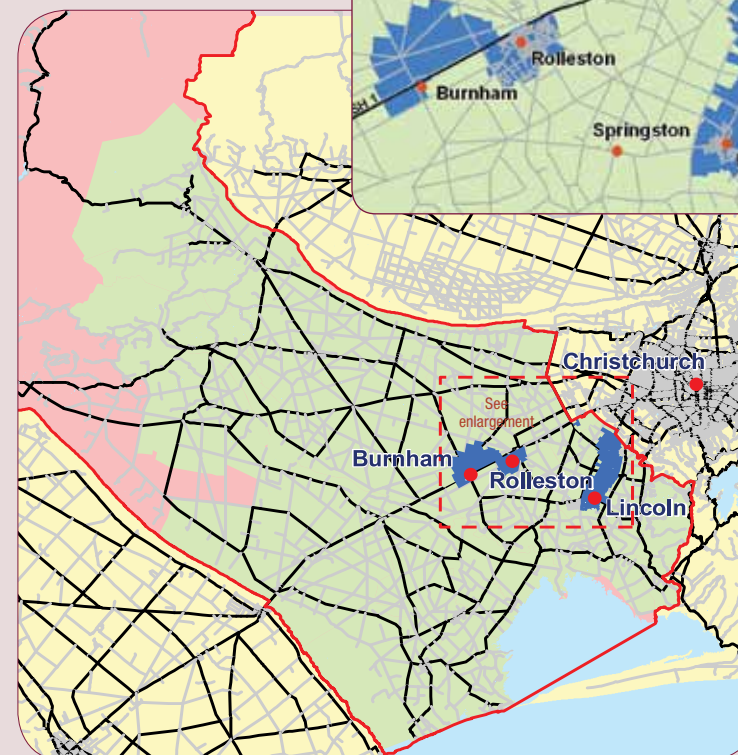 Rolleston
Burnham
SH 1
Springston
Christchurch
See
enlargement
Burnham
Rolleston
Lincoln